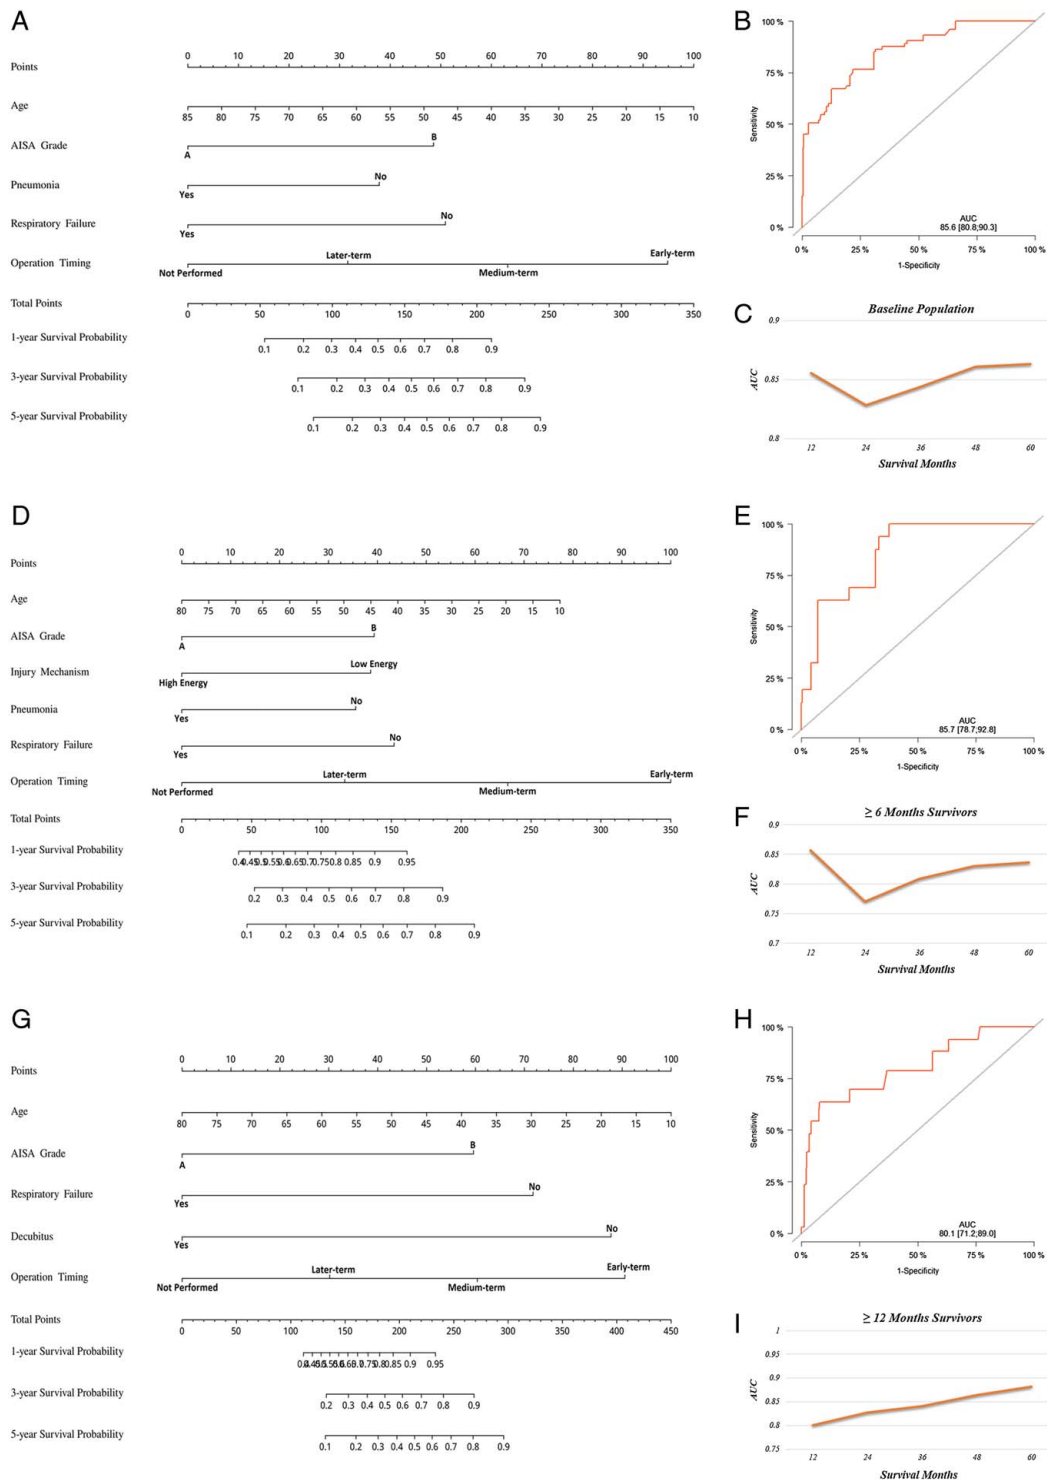 A
Points
0 10 20 30 40 50 60 70 80 90 100
Age
85 80 75 70 65 60 55 50 45 40 35 30 25 20 15 10
AISA Grade
B
A
Pneumonia
No
Yes
Respiratory Failure
No
Yes
Operation Timing
Later-term Early-term
Not Performed Medium-term
Total Points
0 50 100 150 200 250 300 350
1-year Survival Probability
0.1 0.2 0.3 0.4 0.5 0.6 0.7 0.8 0.9
3-year Survival Probability
0.1 0.2 0.3 0.4 0.5 0.6 0.7 0.8 0.9
5-year Survival Probability
0.1 0.2 0.3 0.4 0.5 0.6 0.7 0.8 0.9
B
100 %
75 %
50 %
25 %
0 %
Sensitivity
AUC
85.6 [80.8;90.3]
0 % 25 % 50 % 75 % 100 %
1-Specificity
C
Baseline Population
0.9
0.85
0.8
AUC
12 24 36 48 60
Survival Months
D
Points
0 10 20 30 40 50 60 70 80 90 100
Age
80 75 70 65 60 55 50 45 40 35 30 25 20 15 10
AISA Grade
B
A
Injury Mechanism
Low Energy
High Energy
Pneumonia
No
Yes
Respiratory Failure
No
Yes
Operation Timing
Later-term Early-term
Not Performed Medium-term
Total Points
0 50 100 150 200 250 300 350
1-year Survival Probability
0.4 0.45 0.5 0.55 0.6 0.65 0.7 0.75 0.8 0.85 0.9 0.95
3-year Survival Probability
0.2 0.3 0.4 0.5 0.6 0.7 0.8 0.9
5-year Survival Probability
0.1 0.2 0.3 0.4 0.5 0.6 0.7 0.8 0.9
E
100 %
75 %
50 %
25 %
0 %
Sensitivity
AUC
85.7 [78.7;92.8]
0 % 25 % 50 % 75 % 100 %
1-Specificity
F
≥ 6 Months Survivors
0.9
0.85
0.8
0.75
0.7
AUC
12 24 36 48 60
Survival Months
G
Points
0 10 20 30 40 50 60 70 80 90 100
Age
80 75 70 65 60 55 50 45 40 35 30 25 20 15 10
AISA Grade
B
A
Respiratory Failure
No
Yes
Decubitus
No
Yes
Operation Timing
Later-term Early-term
Not Performed Medium-term
Total Points
0 50 100 150 200 250 300 350 400 450
1-year Survival Probability
0.75 0.8 0.85 0.9 0.95
3-year Survival Probability
0.2 0.3 0.4 0.5 0.6 0.7 0.8 0.9
5-year Survival Probability
0.1 0.2 0.3 0.4 0.5 0.6 0.7 0.8 0.9
H
100 %
75 %
50 %
25 %
0 %
Sensitivity
AUC
80.1 [71.2;89.0]
0 % 25 % 50 % 75 % 100 %
1-Specificity
I
≥ 12 Months Survivors
1
0.95
0.9
0.85
0.8
0.75
AUC
12 24 36 48 60
Survival Months